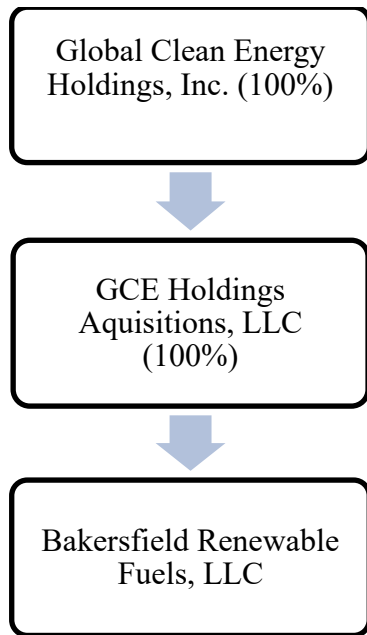 Global Clean Energy
Holdings, Inc. (100%)
GCE Holdings
Aquisitions, LLC
(100%)
Bakersfield Renewable
Fuels, LLC